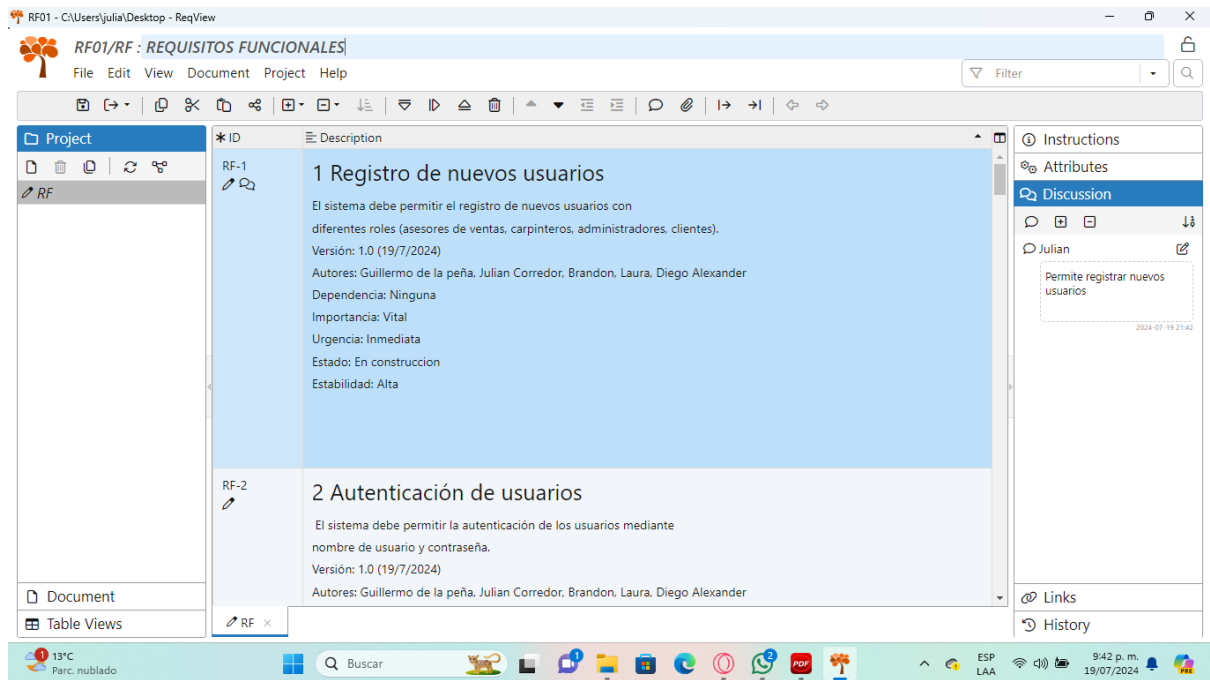 RF01 - C:\Users\julia\Desktop - ReqView
RF01/RF : REQUISITOS FUNCIONALES
File Edit View Document Project Help
Filter
Project
RF
Document
Table Views
ID
Description
RF-1
1 Registro de nuevos usuarios
El sistema debe permitir el registro de nuevos usuarios con
diferentes roles (asesores de ventas, carpinteros, administradores, clientes).
Versión: 1.0 (19/7/2024)
Autores: Guillermo de la peña, Julian Corredor, Brandon, Laura, Diego Alexander
Dependencia: Ninguna
Importancia: Vital
Urgencia: Inmediata
Estado: En construccion
Estabilidad: Alta
RF-2
2 Autenticación de usuarios
El sistema debe permitir la autenticación de los usuarios mediante
nombre de usuario y contraseña.
Versión: 1.0 (19/7/2024)
Autores: Guillermo de la peña, Julian Corredor, Brandon, Laura, Diego Alexander
RF
Instructions
Attributes
Discussion
Julian
Permite registrar nuevos
usuarios
2024-07-19 21:42
Links
History
1
13°C
Parc. nublado
Buscar
1
2
PDF
ESP
LAA
9:42 p. m.
19/07/2024
PRE